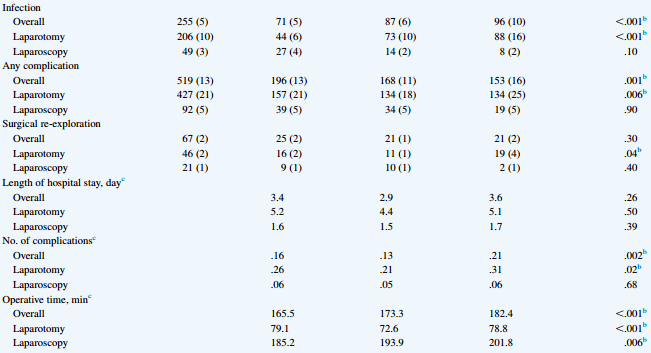 Infection
Overall 255 (5) 71 (5) 87 (6) 96 (10) <.001b
Laparotomy 206 (10) 44 (6) 73 (10) 88 (16) <.001b
Laparoscopy 49 (3) 27 (4) 14 (2) 8 (2) .10
Any complication
Overall 519 (13) 196 (13) 168 (11) 153 (16) .001b
Laparotomy 427 (21) 157 (21) 134 (18) 134 (25) .006b
Laparoscopy 92 (5) 39 (5) 34 (5) 19 (5) .90
Surgical re-exploration
Overall 67 (2) 25 (2) 21 (1) 21 (2) .30
Laparotomy 46 (2) 16 (2) 11 (1) 19 (4) .04b
Laparoscopy 21 (1) 9 (1) 10 (1) 2 (1) .40
Length of hospital stay, dayc
Overall 3.4 2.9 3.6 .26
Laparotomy 5.2 4.4 5.1 .50
Laparoscopy 1.6 1.5 1.7 .39
No. of complicationsc
Overall .16 .13 .21 .002b
Laparotomy .26 .21 .31 .02b
Laparoscopy .06 .05 .06 .68
Operative time, minc
Overall 165.5 173.3 182.4 <.001b
Laparotomy 79.1 72.6 78.8 <.001b
Laparoscopy 185.2 193.9 201.8 .006b